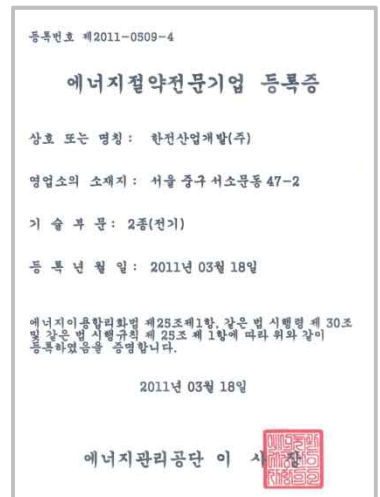 등록번호 제2011-0509-4
에너지절약전문기업 등록증
상호 또는 명칭 : 한전산업개발(주)
영업소의 소재지 : 서울 중구 서소문동 47-2
기 술 부 문 : 2종(전기)
등 록 년 월 일 : 2011년 03월 18일
에너지이용합리화법 제25조제1항, 같은 법 시행령 제 30조
및 같은 법 시행규칙 제 25조 제 1항에 따라 위와 같이
등록하였음을 증명합니다.
2011년 03월 18일
에너지관리공단 이 사 장